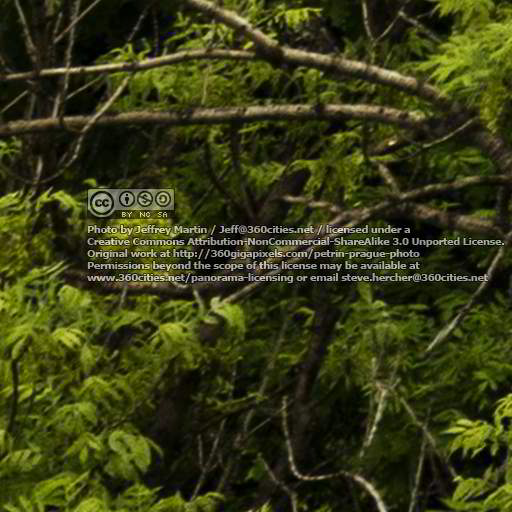 cc BY NC SA
Photo by Jeffrey Martin / Jeff@360cities.net / licensed under a
Creative Commons Attribution-NonCommercial-ShareAlike 3.0 Unported License.
Original work at http://360gigapixels.com/petrin-prague-photo
Permissions beyond the scope of this license may be available at
www.360cities.net/panorama-licensing or email steve.hercher@360cities.net